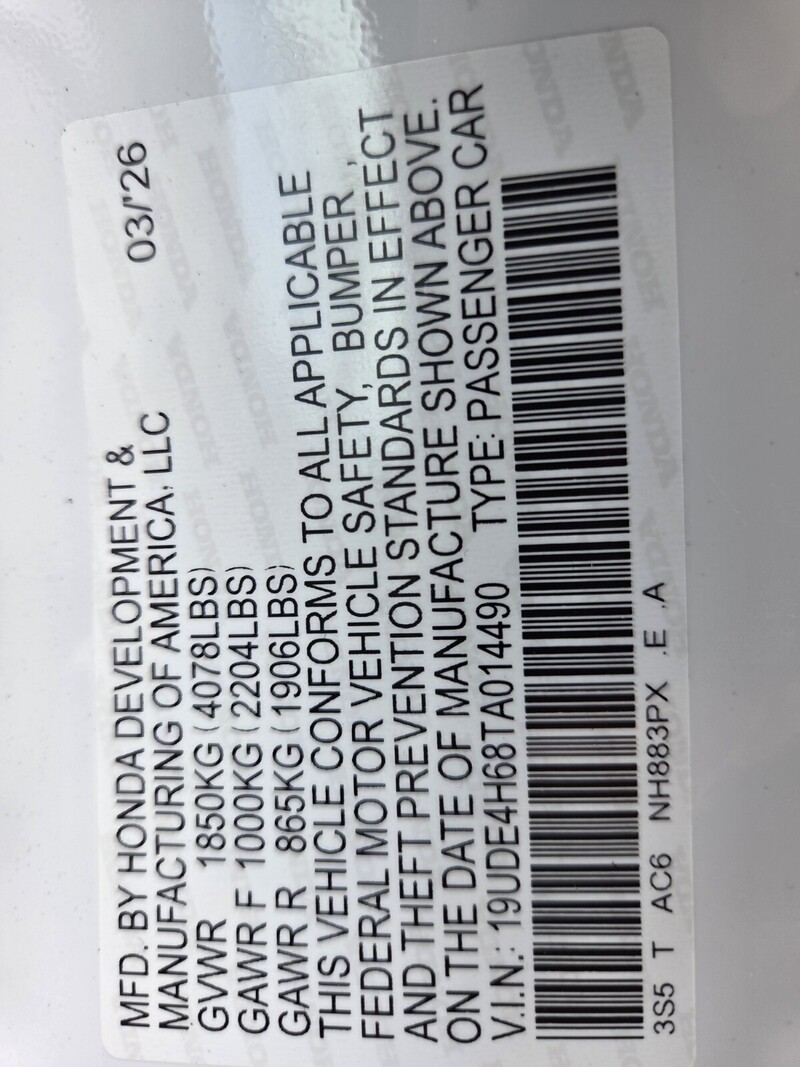 MFD. BY HONDA DEVELOPMENT &
MANUFACTURING OF AMERICA, LLC 03/'26
GVWR 1850KG (4078LBS)
GAWR F 1000KG (2204LBS)
GAWR R 865KG (1906LBS)
THIS VEHICLE CONFORMS TO ALL APPLICABLE
FEDERAL MOTOR VEHICLE SAFETY, BUMPER,
AND THEFT PREVENTION STANDARDS IN EFFECT
ON THE DATE OF MANUFACTURE SHOWN ABOVE.
V.I.N.: 19UDE4H68TA014490 TYPE: PASSENGER CAR
3S5 T AC6 NH883PX .E .A